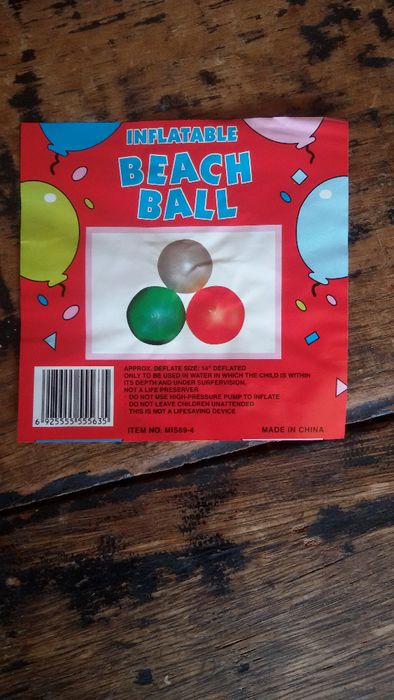 INFLATABLE
BEACH
BALL
APPROX. DEFLATE SIZE: 14" DEFLATED
ONLY TO BE USED IN WATER IN WHICH THE CHILD IS WITHIN
ITS DEPTH AND UNDER SURFERVISION.
NOT A LIFE PRESERVER
DO NOT USE HIGH-PRESSURE PUMP TO INFLATE
DO NOT LEAVE CHILDREN UNATTENDED
THIS IS NOT A LIFESAVING DEVICE
6 925555 555635
ITEM NO. MI569-4 MADE IN CHINA